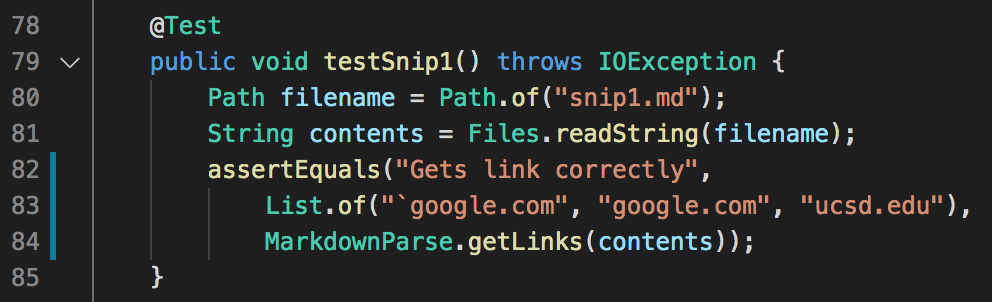 78 @Test
79 public void testSnip1() throws IOException {
80 Path filename = Path.of("snip1.md");
81 String contents = Files.readString(filename);
82 assertEquals("Gets link correctly",
83 List.of("`google.com", "google.com", "ucsd.edu"),
84 MarkdownParse.getLinks(contents));
85 }